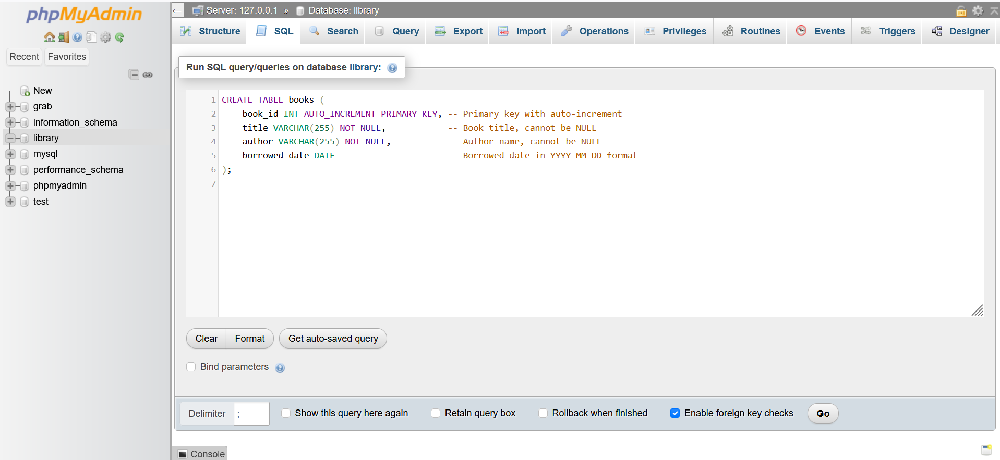 phpMyAdmin
Recent Favorites
New
grab
information_schema
library
mysql
performance_schema
phpmyadmin
test
Server: 127.0.0.1 » Database: library
Structure SQL Search Query Export Import Operations Privileges Routines Events Triggers Designer
Run SQL query/queries on database library:
1 CREATE TABLE books (
2 book_id INT AUTO_INCREMENT PRIMARY KEY, -- Primary key with auto-increment
3 title VARCHAR(255) NOT NULL, -- Book title, cannot be NULL
4 author VARCHAR(255) NOT NULL, -- Author name, cannot be NULL
5 borrowed_date DATE -- Borrowed date in YYYY-MM-DD format
6 );
7
Clear Format Get auto-saved query
Bind parameters
Delimiter ; Show this query here again Retain query box Rollback when finished Enable foreign key checks Go
Console